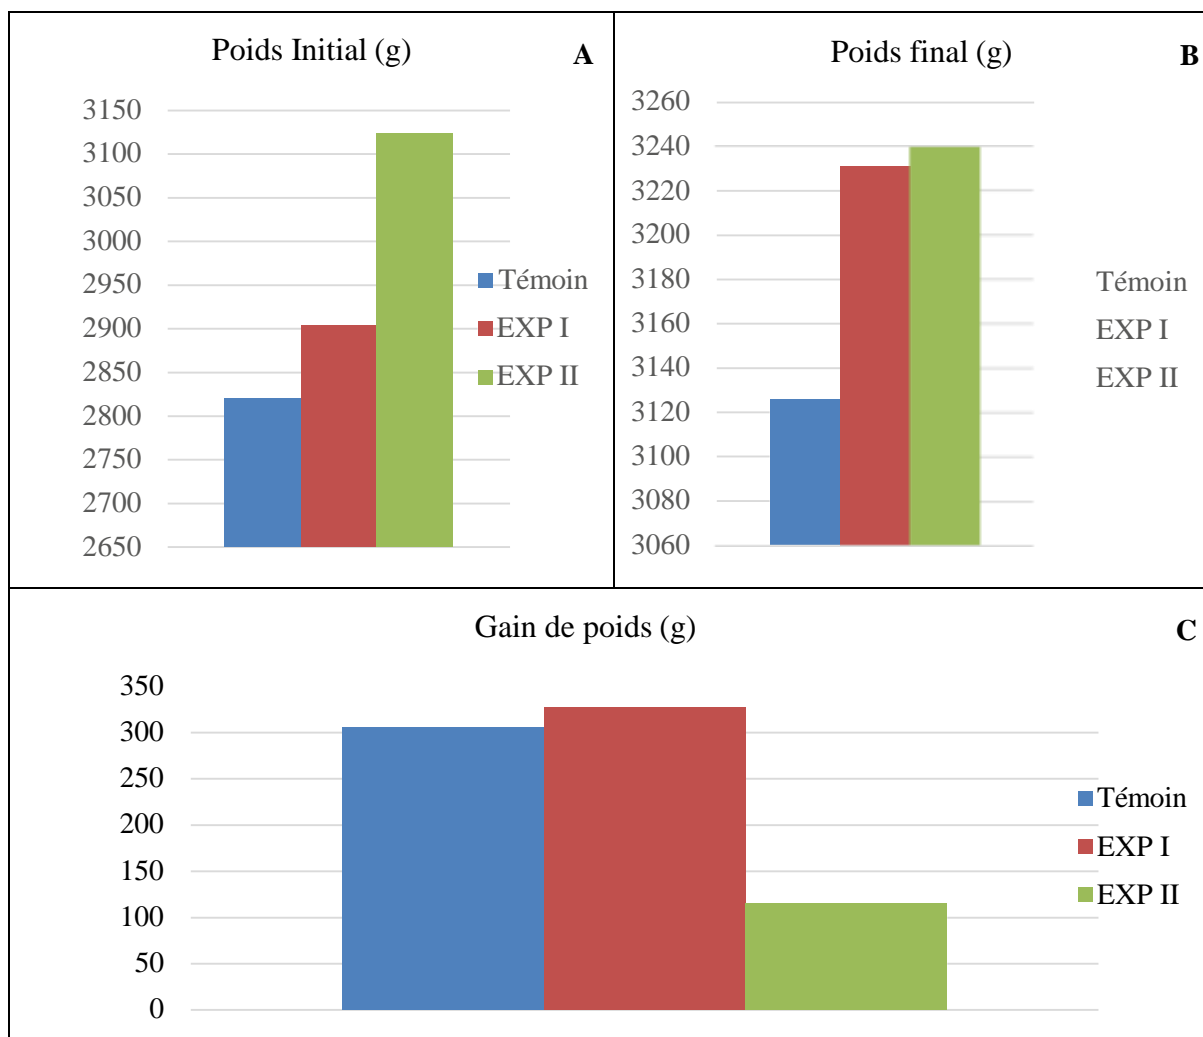 Poids Initial (g)
A
3150
3100
3050
3000
2950
2900
2850
2800
2750
2700
2650
Témoin
EXP I
EXP II
Poids final (g)
B
3260
3240
3220
3200
3180
3160
3140
3120
3100
3080
3060
Témoin
EXP I
EXP II
Gain de poids (g)
C
350
300
250
200
150
100
50
0
Témoin
EXP I
EXP II